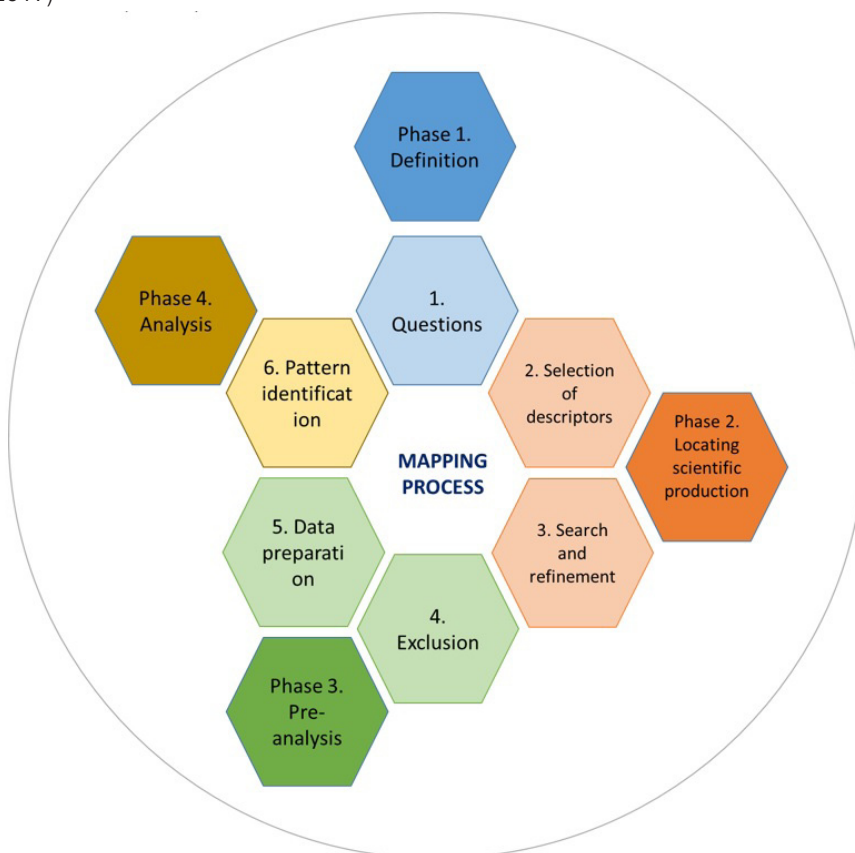 Phase 1.
Definition
1.
Questions
2. Selection
of
descriptors
Phase 2.
Locating
scientific
production
3. Search
and
refinement
4.
Exclusion
Phase 3.
Pre-
analysis
5. Data
preparati
on
6. Pattern
identificat
ion
Phase 4.
Analysis
MAPPING
PROCESS